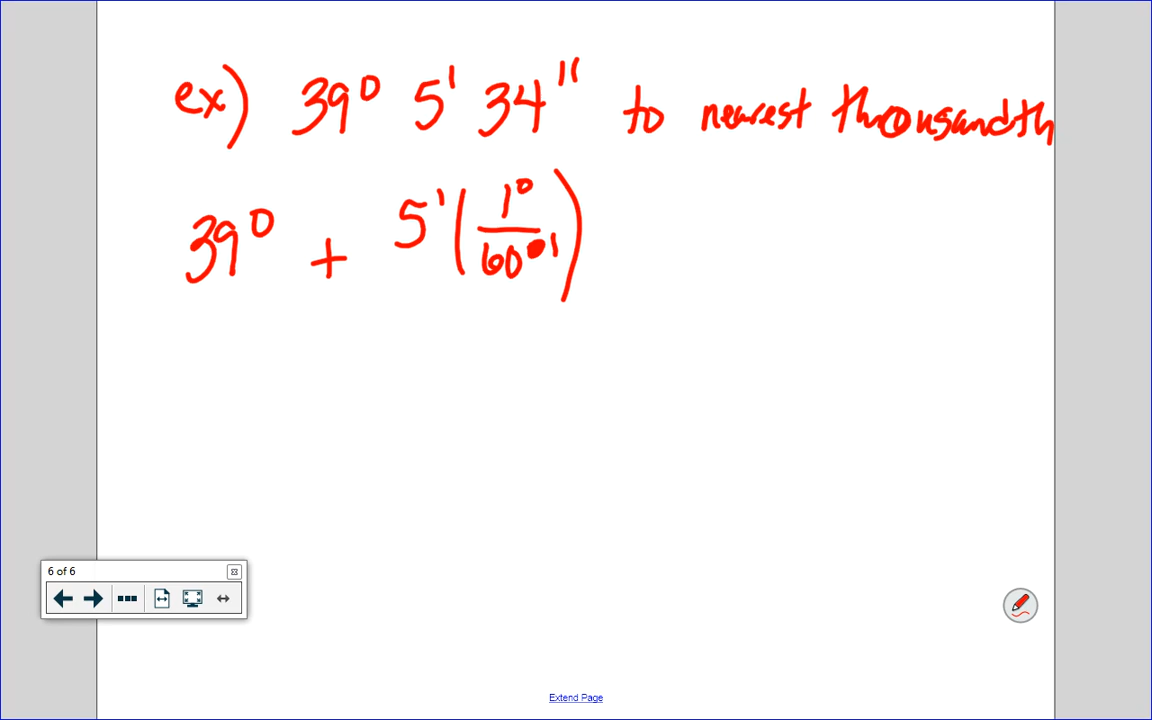 ex) 39° 5' 34" to nearest thousandth
39° + 5' (1°/60')
6 of 6
Extend Page